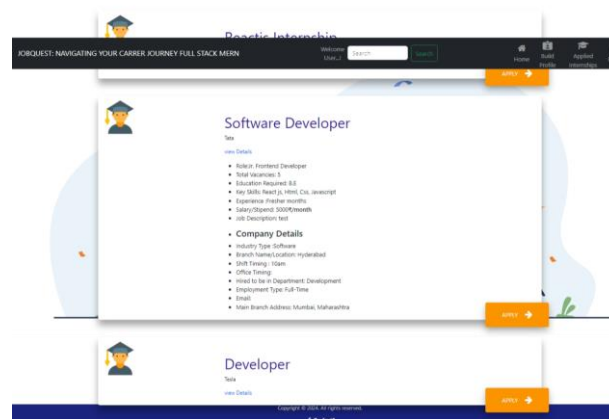 Reactjs Internship
JOBQUEST: NAVIGATING YOUR CARRER JOURNEY FULL STACK MERN
Welcome
User...!
Search
Search
Home
Build
Profile
Applied
Internships
APPLY
Software Developer
Tata
view Details
Role:Jr. Frontend Developer
Total Vacancies: 5
Education Required: B.E
Key Skills: React js, Html, Css, Javascript
Experience :Fresher months
Salary/Stipend: 5000₹/month
Job Description: test
Company Details
Industry Type :Software
Branch Name/Location: Hyderabad
Shift Timing : 10am
Office Timing:
Hired to be in Department: Development
Employment Type: Full-Time
Email:
Main Branch Address: Mumbai, Maharashtra
APPLY
Developer
Tesla
view Details
APPLY
Copyright © 2024. All rights reserved.